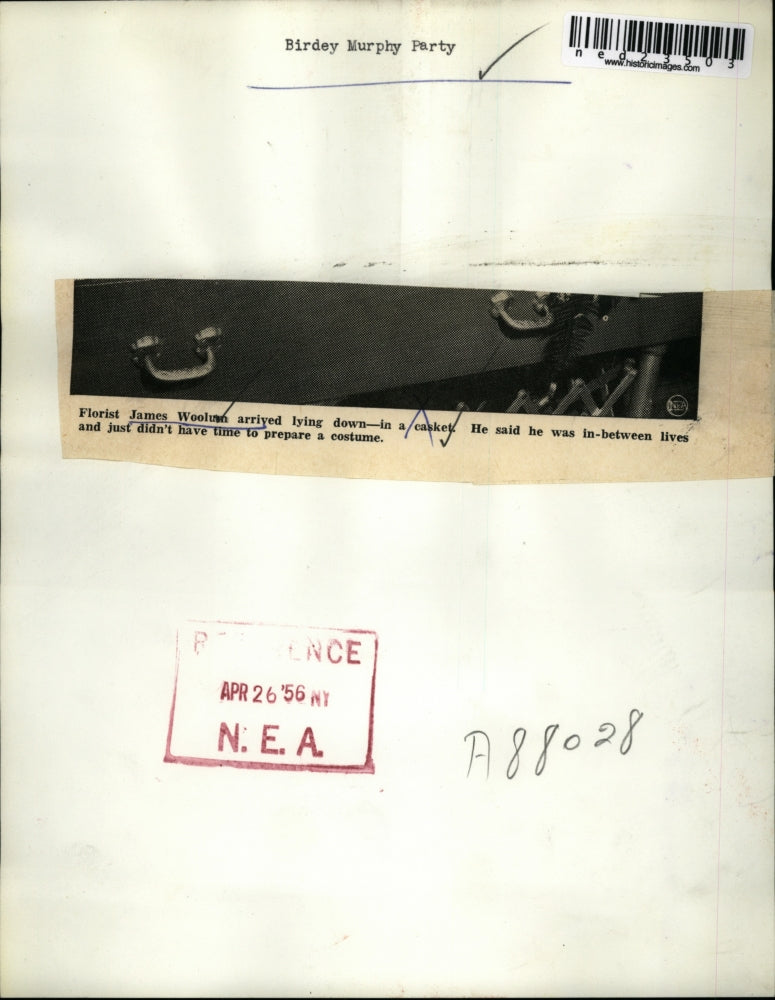 Birdey Murphy Party
ned23503
www.historicimages.com
Florist James Woolum arrived lying down—in a casket. He said he was in-between lives
and just didn't have time to prepare a costume.
APR 26 '56 NY
N. E. A.
A88028